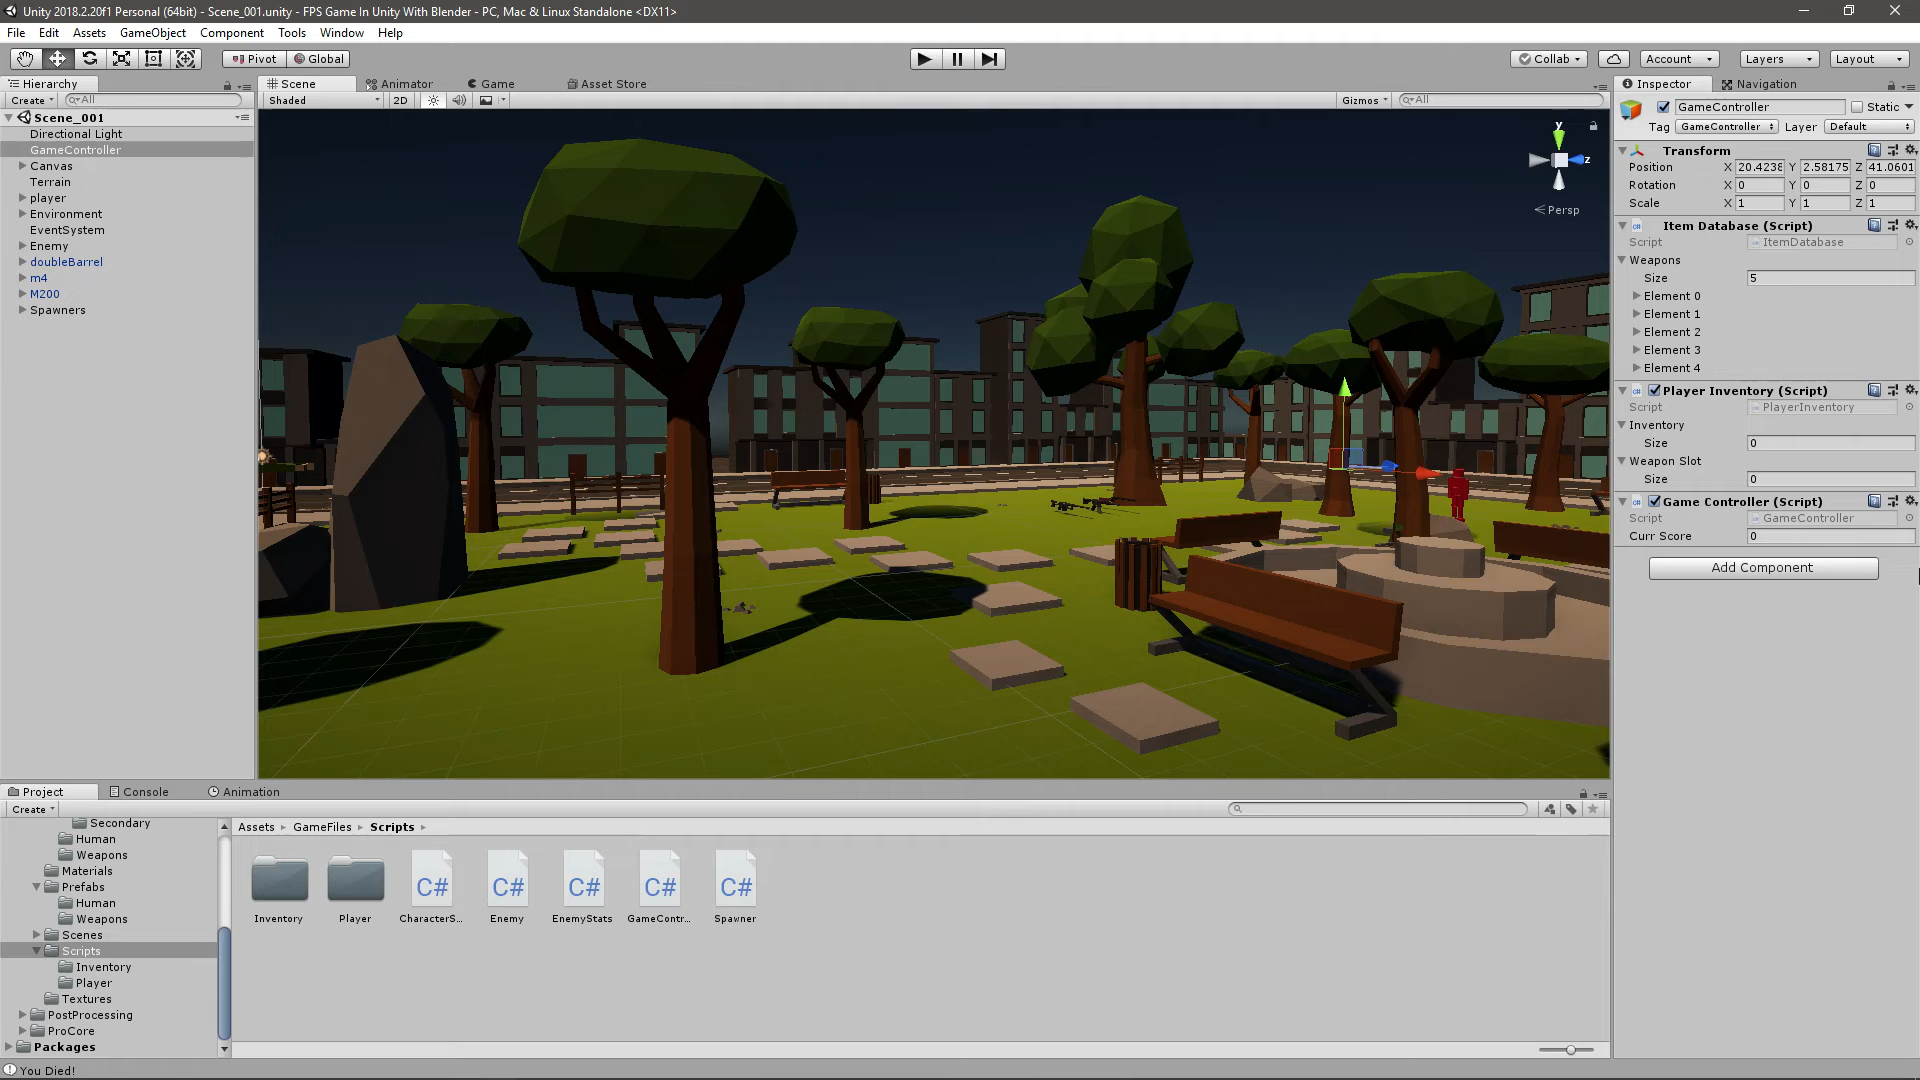 Unity 2018.2.20f1 Personal (64bit) - Scene_001.unity - FPS Game In Unity With Blender - PC, Mac & Linux Standalone <DX11>
File Edit Assets GameObject Component Tools Window Help
Pivot Global Collab Account Layers Layout
Hierarchy
Create All
Scene_001
Directional Light
GameController
Canvas
Terrain
player
Environment
EventSystem
Enemy
doubleBarrel
m4
M200
Spawners
Scene Animator Game Asset Store
Shaded 2D Gizmos All
y
z
Persp
Inspector Navigation
GameController Static
Tag GameController Layer Default
Transform
Position X 20.4238 Y 2.58175 Z 41.0601
Rotation X 0 Y 0 Z 0
Scale X 1 Y 1 Z 1
Item Database (Script)
Script ItemDatabase
Weapons
Size 5
Element 0
Element 1
Element 2
Element 3
Element 4
Player Inventory (Script)
Script PlayerInventory
Inventory
Size 0
Weapon Slot
Size 0
Game Controller (Script)
Script GameController
Curr Score 0
Add Component
Project Console Animation
Create
Secondary
Human
Weapons
Materials
Prefabs
Human
Weapons
Scenes
Scripts
Inventory
Player
Textures
PostProcessing
ProCore
Packages
Assets GameFiles Scripts
C# C# C# C# C#
Inventory Player CharacterS... Enemy EnemyStats GameContr... Spawner
You Died!